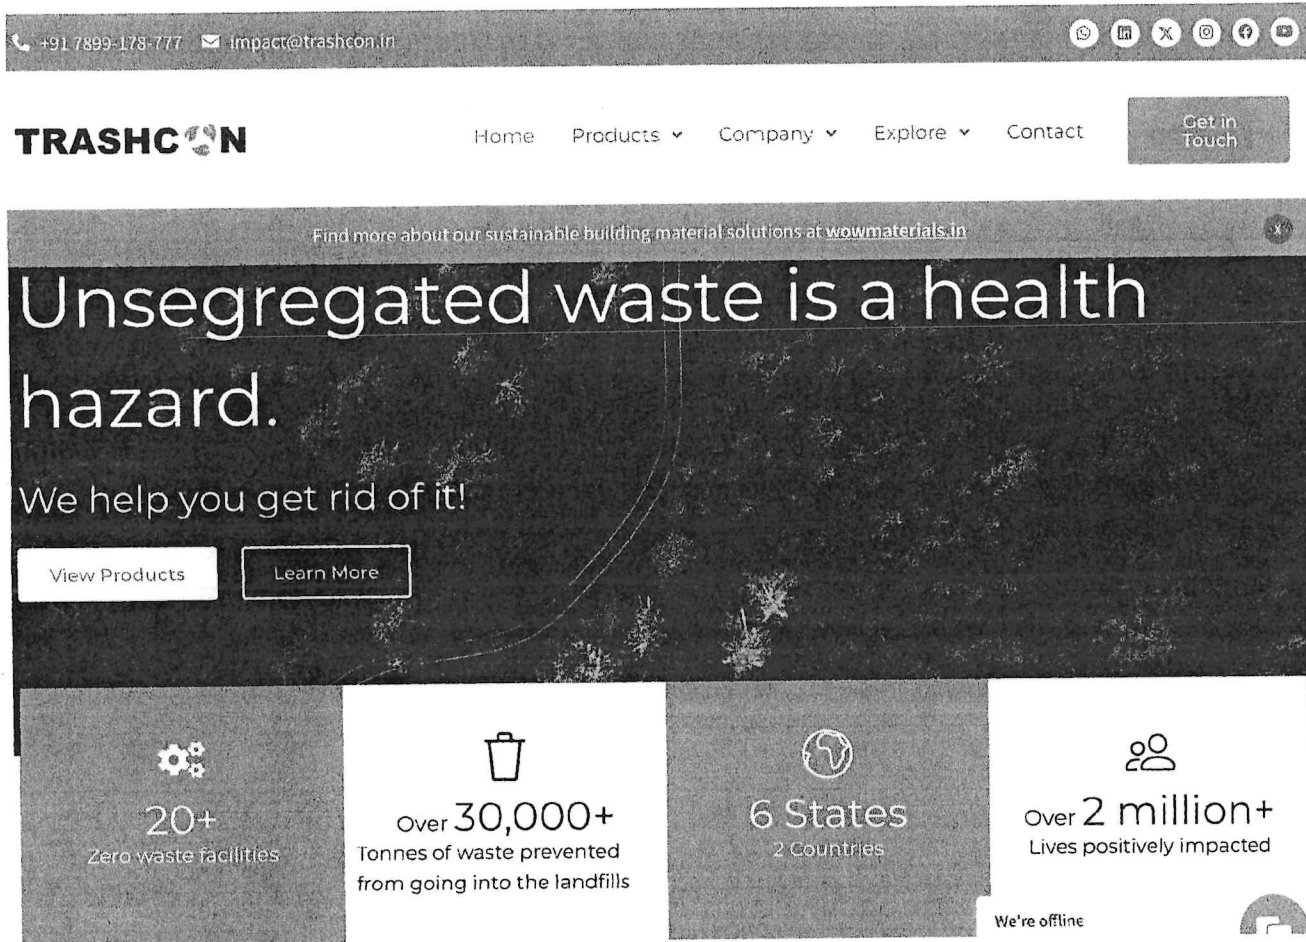 +91 7899-178-777 impact@trashcon.in
TRASHCON
Home Products Company Explore Contact Get in
Touch
Find more about our sustainable building material solutions at wowmaterials.in X
Unsegregated waste is a health
hazard.
We help you get rid of it!
View Products Learn More
20+
Zero waste facilities
Over 30,000+
Tonnes of waste prevented
from going into the landfills
6 States
2 Countries
Over 2 million+
Lives positively impacted
We're offline